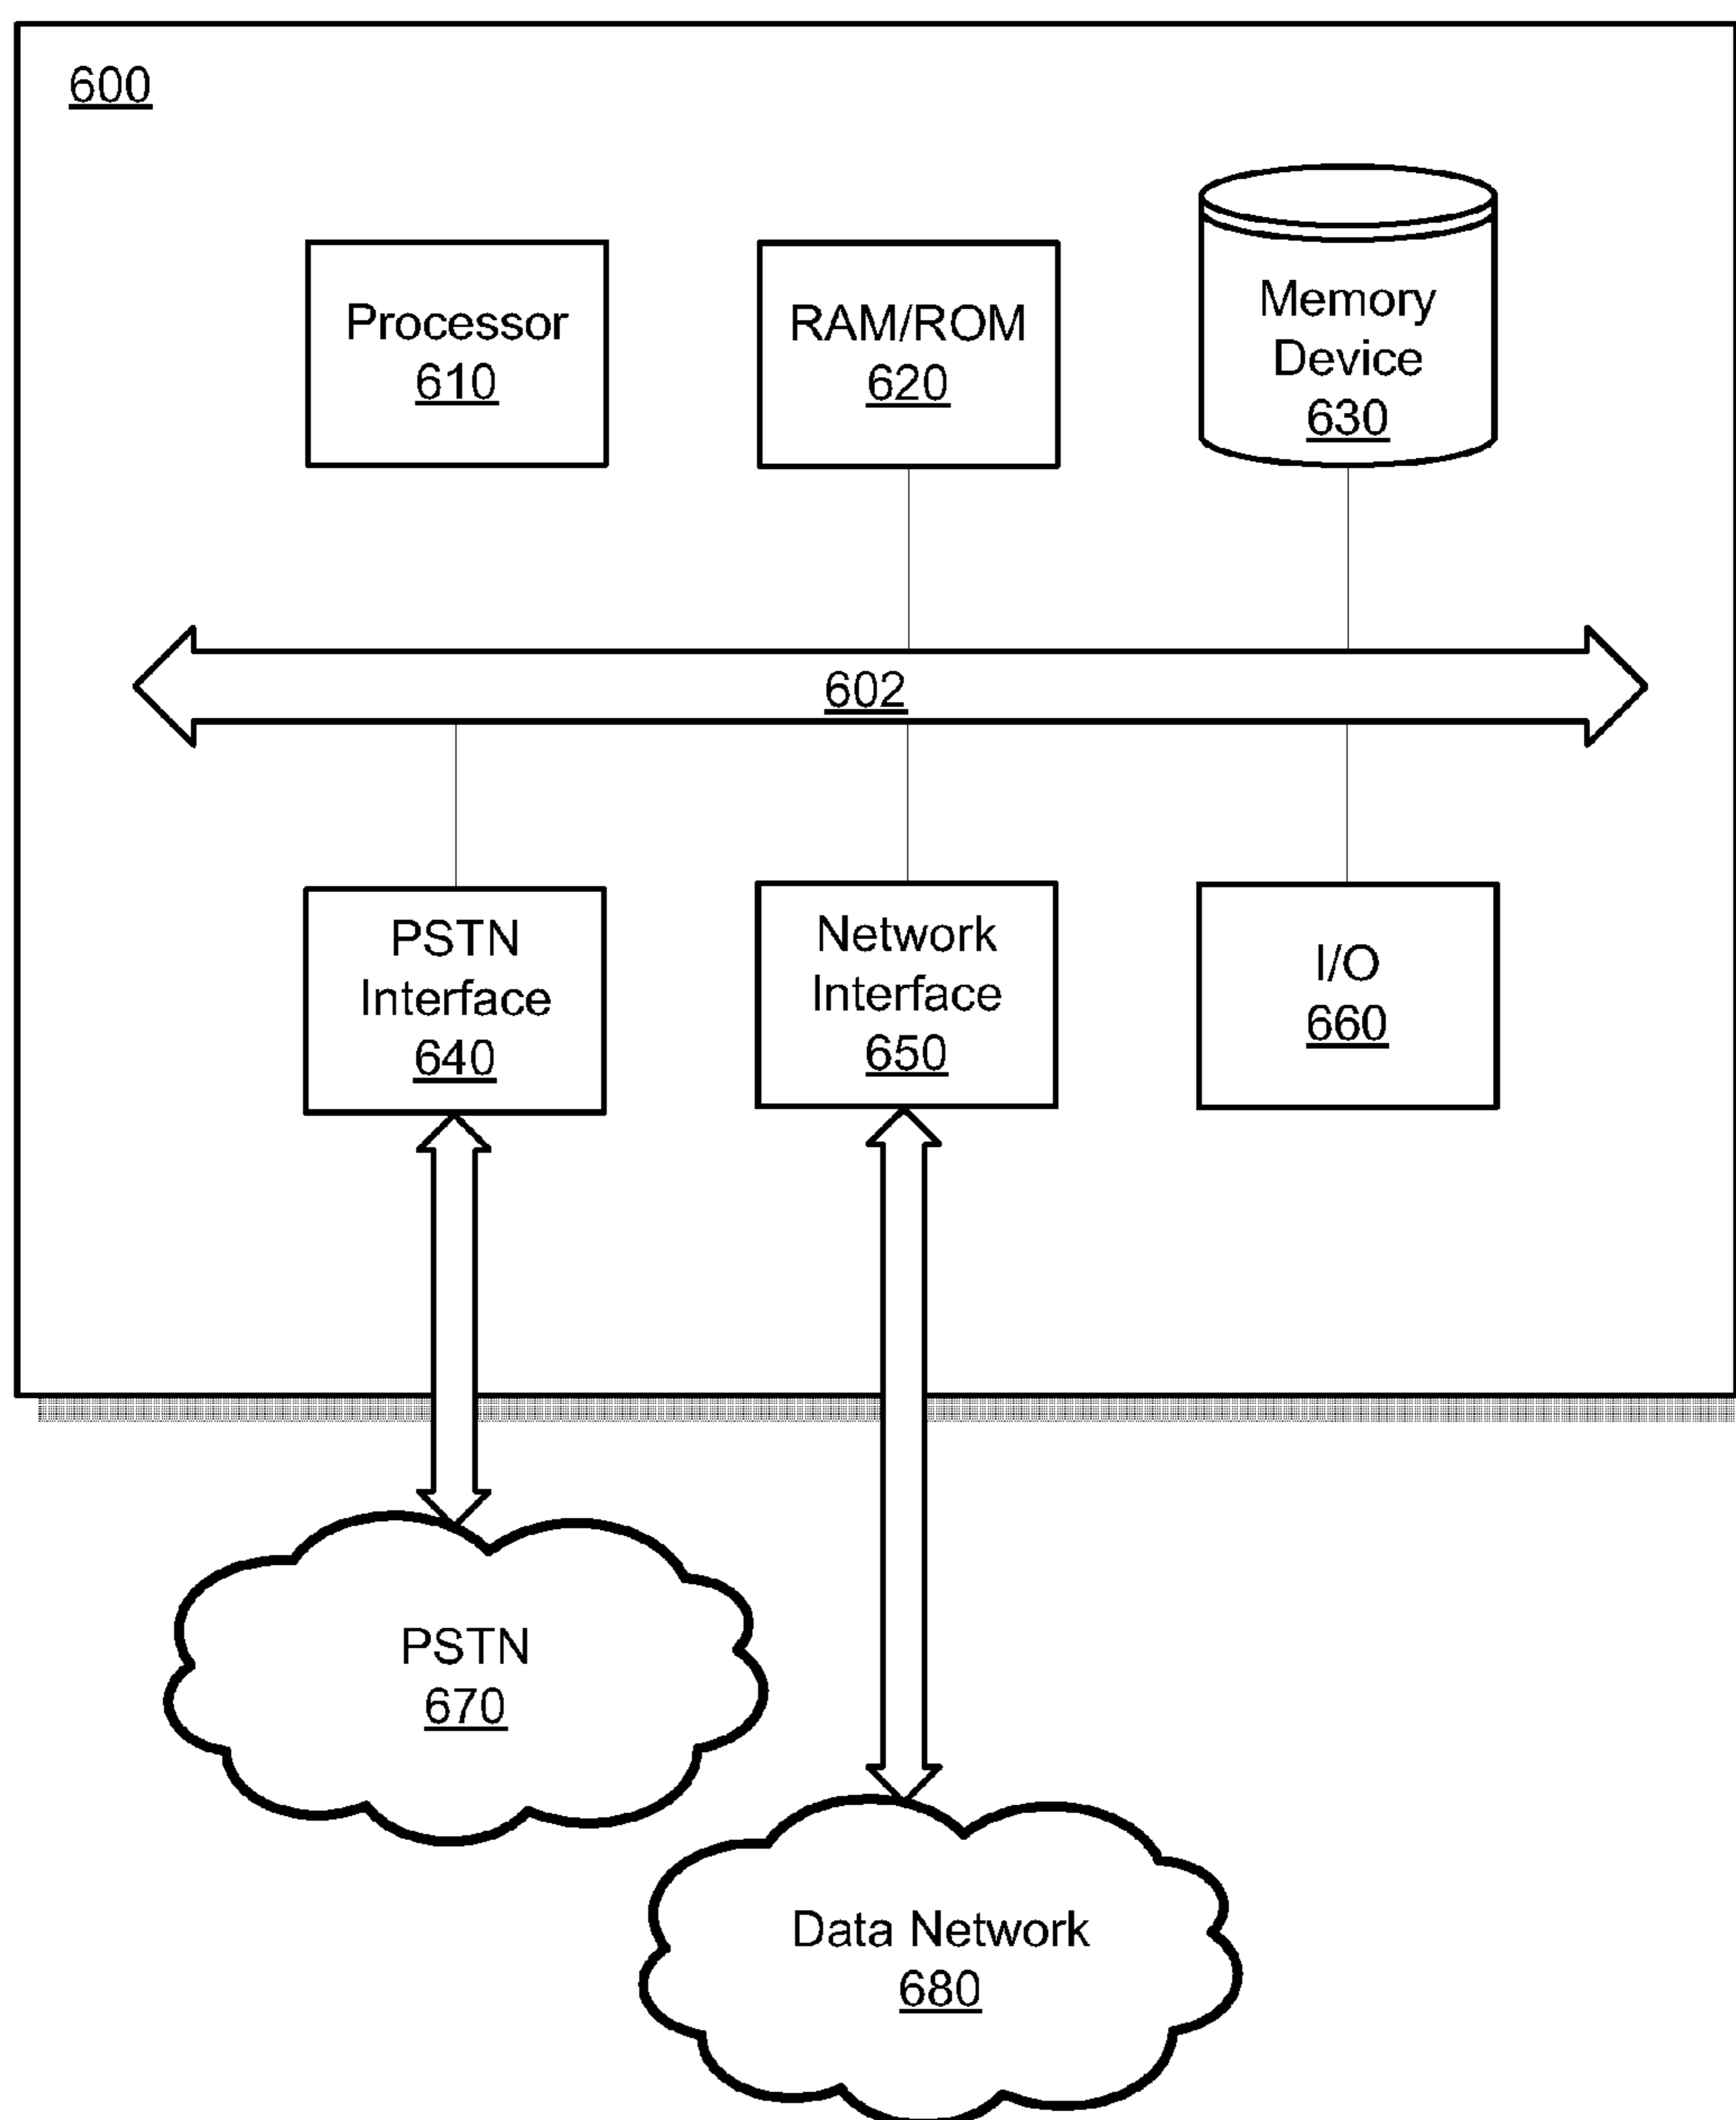 600
Processor
610
RAM/ROM
620
Memory
Device
630
602
PSTN
Interface
640
Network
Interface
650
I/O
660
PSTN
670
Data Network
680